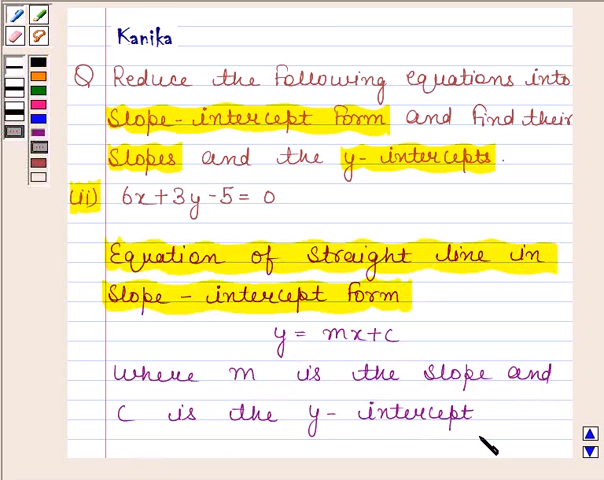 Kanika
Q Reduce the following equations into
Slope-intercept form and find their
Slopes and the y-intercepts.
(ii) 6x+3y-5=0
Equation of straight line in
Slope-intercept form
y = mx+c
Where m is the slope and
C is the y-intercept